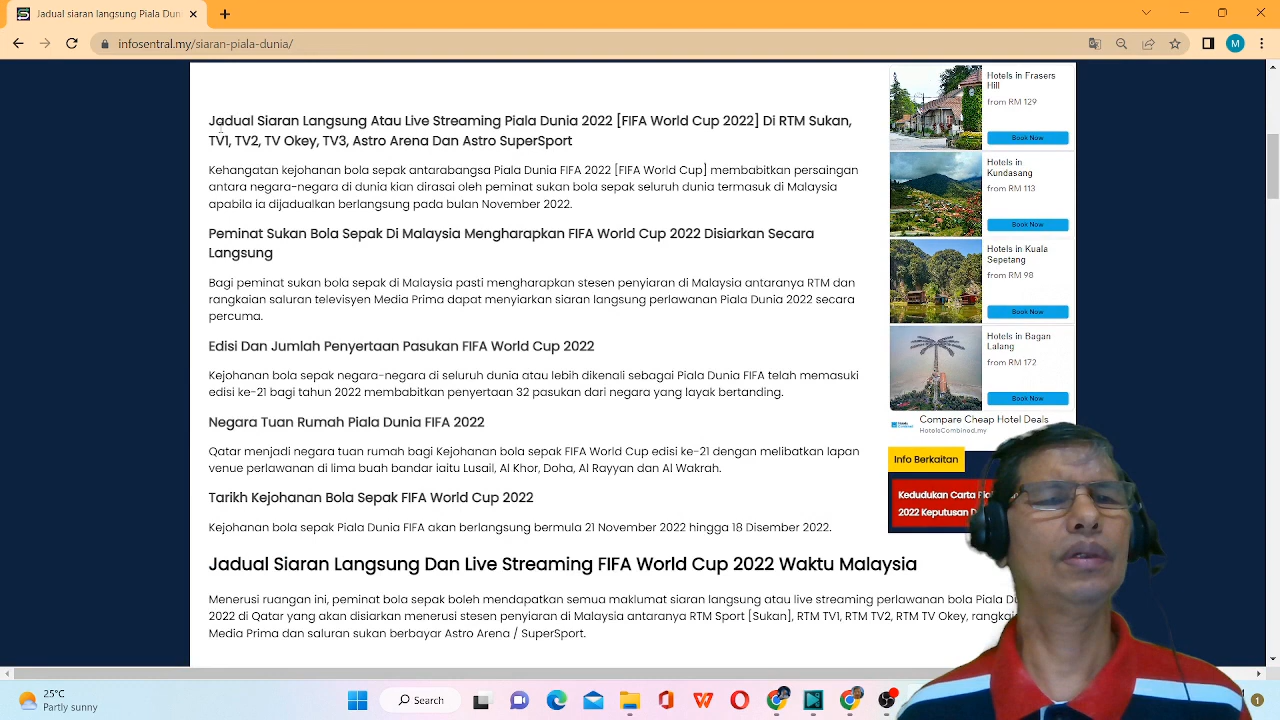 Jadual Siaran Langsung Piala Dun
infosentral.my/siaran-piala-dunia/
M
Jadual Siaran Langsung Atau Live Streaming Piala Dunia 2022 [FIFA World Cup 2022] Di RTM Sukan,
TV1, TV2, TV Okey, TV3, Astro Arena Dan Astro SuperSport
Kehangatan kejohanan bola sepak antarabangsa Piala Dunia FIFA 2022 [FIFA World Cup] membabitkan persaingan
antara negara-negara di dunia kian dirasai oleh peminat sukan bola sepak seluruh dunia termasuk di Malaysia
apabila ia dijadualkan berlangsung pada bulan November 2022.
Peminat Sukan Bola Sepak Di Malaysia Mengharapkan FIFA World Cup 2022 Disiarkan Secara
Langsung
Bagi peminat sukan bola sepak di Malaysia pasti mengharapkan stesen penyiaran di Malaysia antaranya RTM dan
rangkaian saluran televisyen Media Prima dapat menyiarkan siaran langsung perlawanan Piala Dunia 2022 secara
percuma.
Edisi Dan Jumlah Penyertaan Pasukan FIFA World Cup 2022
Kejohanan bola sepak negara-negara di seluruh dunia atau lebih dikenali sebagai Piala Dunia FIFA telah memasuki
edisi ke-21 bagi tahun 2022 membabitkan penyertaan 32 pasukan dari negara yang layak bertanding.
Negara Tuan Rumah Piala Dunia FIFA 2022
Qatar menjadi negara tuan rumah bagi Kejohanan bola sepak FIFA World Cup edisi ke-21 dengan melibatkan lapan
venue perlawanan di lima buah bandar iaitu Lusail, Al Khor, Doha, Al Rayyan dan Al Wakrah.
Tarikh Kejohanan Bola Sepak FIFA World Cup 2022
Kejohanan bola sepak Piala Dunia FIFA akan berlangsung bermula 21 November 2022 hingga 18 Disember 2022.
Jadual Siaran Langsung Dan Live Streaming FIFA World Cup 2022 Waktu Malaysia
Menerusi ruangan ini, peminat bola sepak boleh mendapatkan semua maklumat siaran langsung atau live streaming perlawanan bola Piala Du
2022 di Qatar yang akan disiarkan menerusi stesen penyiaran di Malaysia antaranya RTM Sport [Sukan], RTM TV1, RTM TV2, RTM TV Okey, rangkai
Media Prima dan saluran sukan berbayar Astro Arena / SuperSport.
Hotels in Frasers
Hill
from RM 129
Book Now
Hotels in
Kundasang
from RM 113
Book Now
Hotels in Kuala
Sepetang
from RM 98
Book Now
Hotels in Bagan
Lalang
from RM 172
Book Now
Compare Cheap Hotel Deals
HotelsCombined.my
Info Berkaitan
Kedudukan Carta
2022 Keputusan
25°C
Partly sunny
Search
1